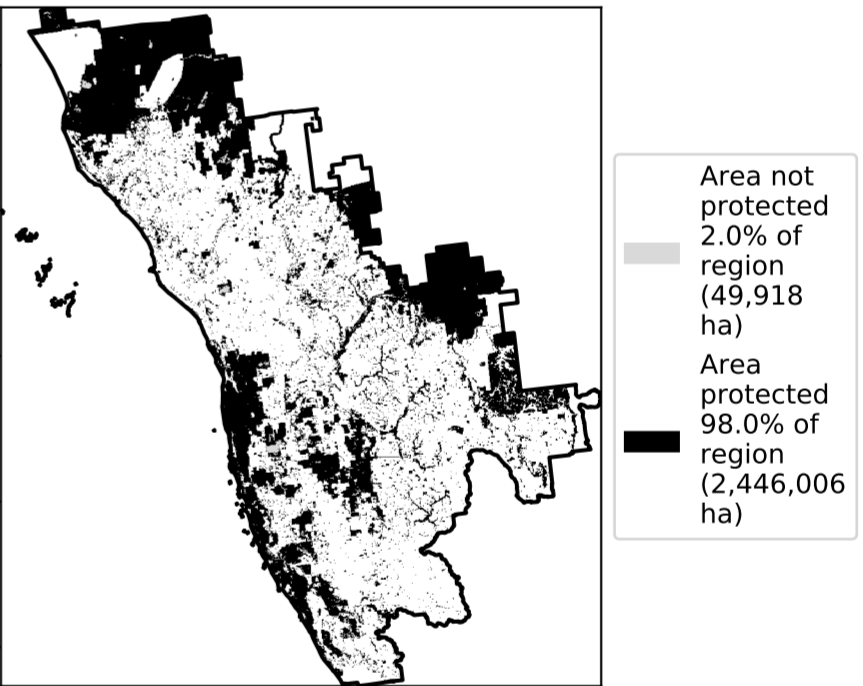 Area not
protected
2.0% of
region
(49,918
ha)
Area
protected
98.0% of
region
(2,446,006
ha)